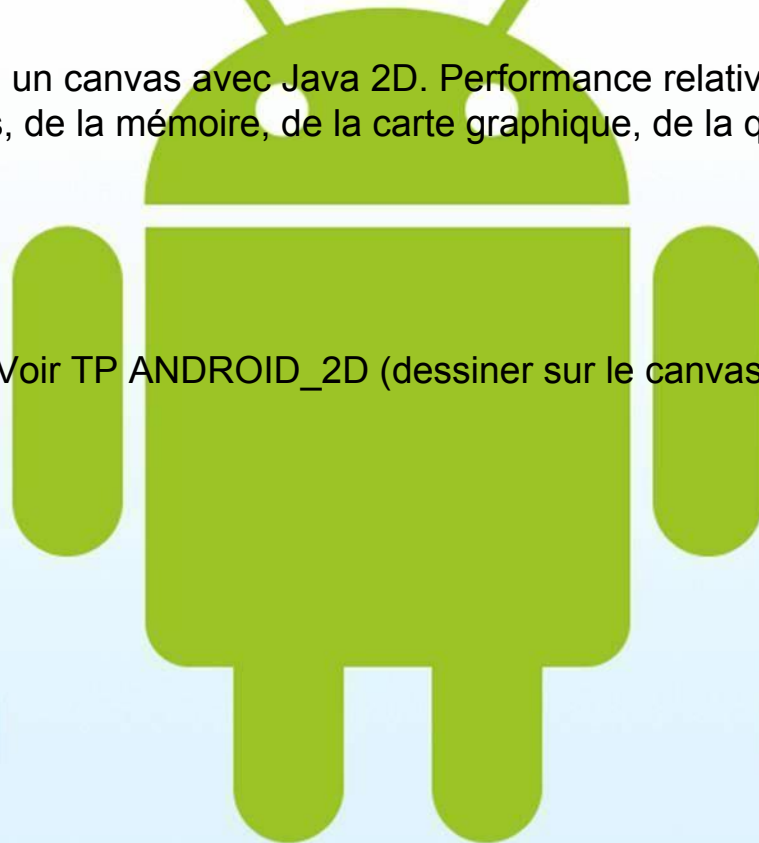 un canvas avec Java 2D. Performance relativ
, de la mémoire, de la carte graphique, de la q
Voir TP ANDROID_2D (dessiner sur le canvas